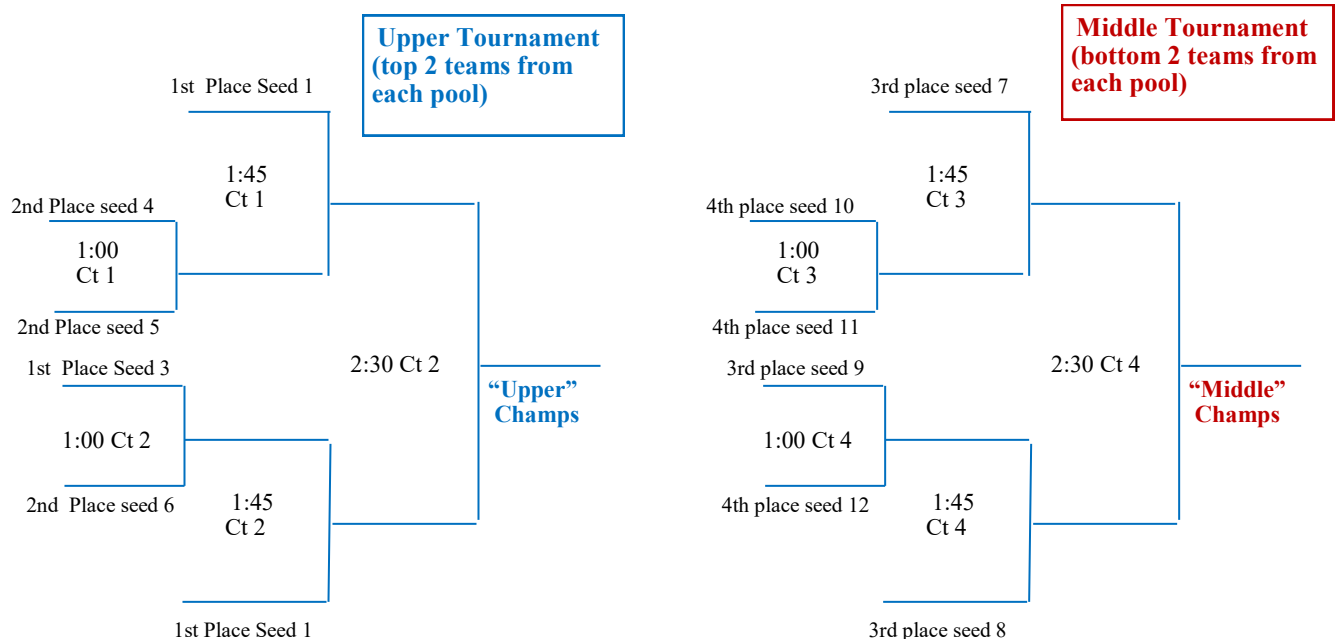 Upper Tournament
(top 2 teams from
each pool)
1st  Place Seed 1
1:45
Ct 1
2nd Place seed 4
1:00
Ct 1
2nd Place seed 5
1st  Place Seed 3
2:30 Ct 2
1:00 Ct 2
“Upper”
Champs
2nd  Place seed 6
1:45
Ct 2
1st Place Seed 1
Middle Tournament
(bottom 2 teams from
each pool)
3rd place seed 7
1:45
Ct 3
4th place seed 10
1:00
Ct 3
4th place seed 11
3rd place seed 9
2:30 Ct 4
1:00 Ct 4
“Middle”
Champs
4th place seed 12
1:45
Ct 4
3rd place seed 8